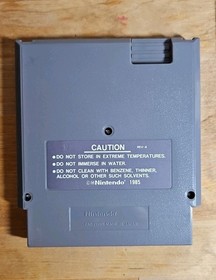 CAUTION
● DO NOT STORE IN EXTREME TEMPERATURES.
● DO NOT IMMERSE IN WATER.
● DO NOT CLEAN WITH BENZENE, THINNER,
ALCOHOL OR OTHER SUCH SOLVENTS.
Nintendo 1985
Nintendo